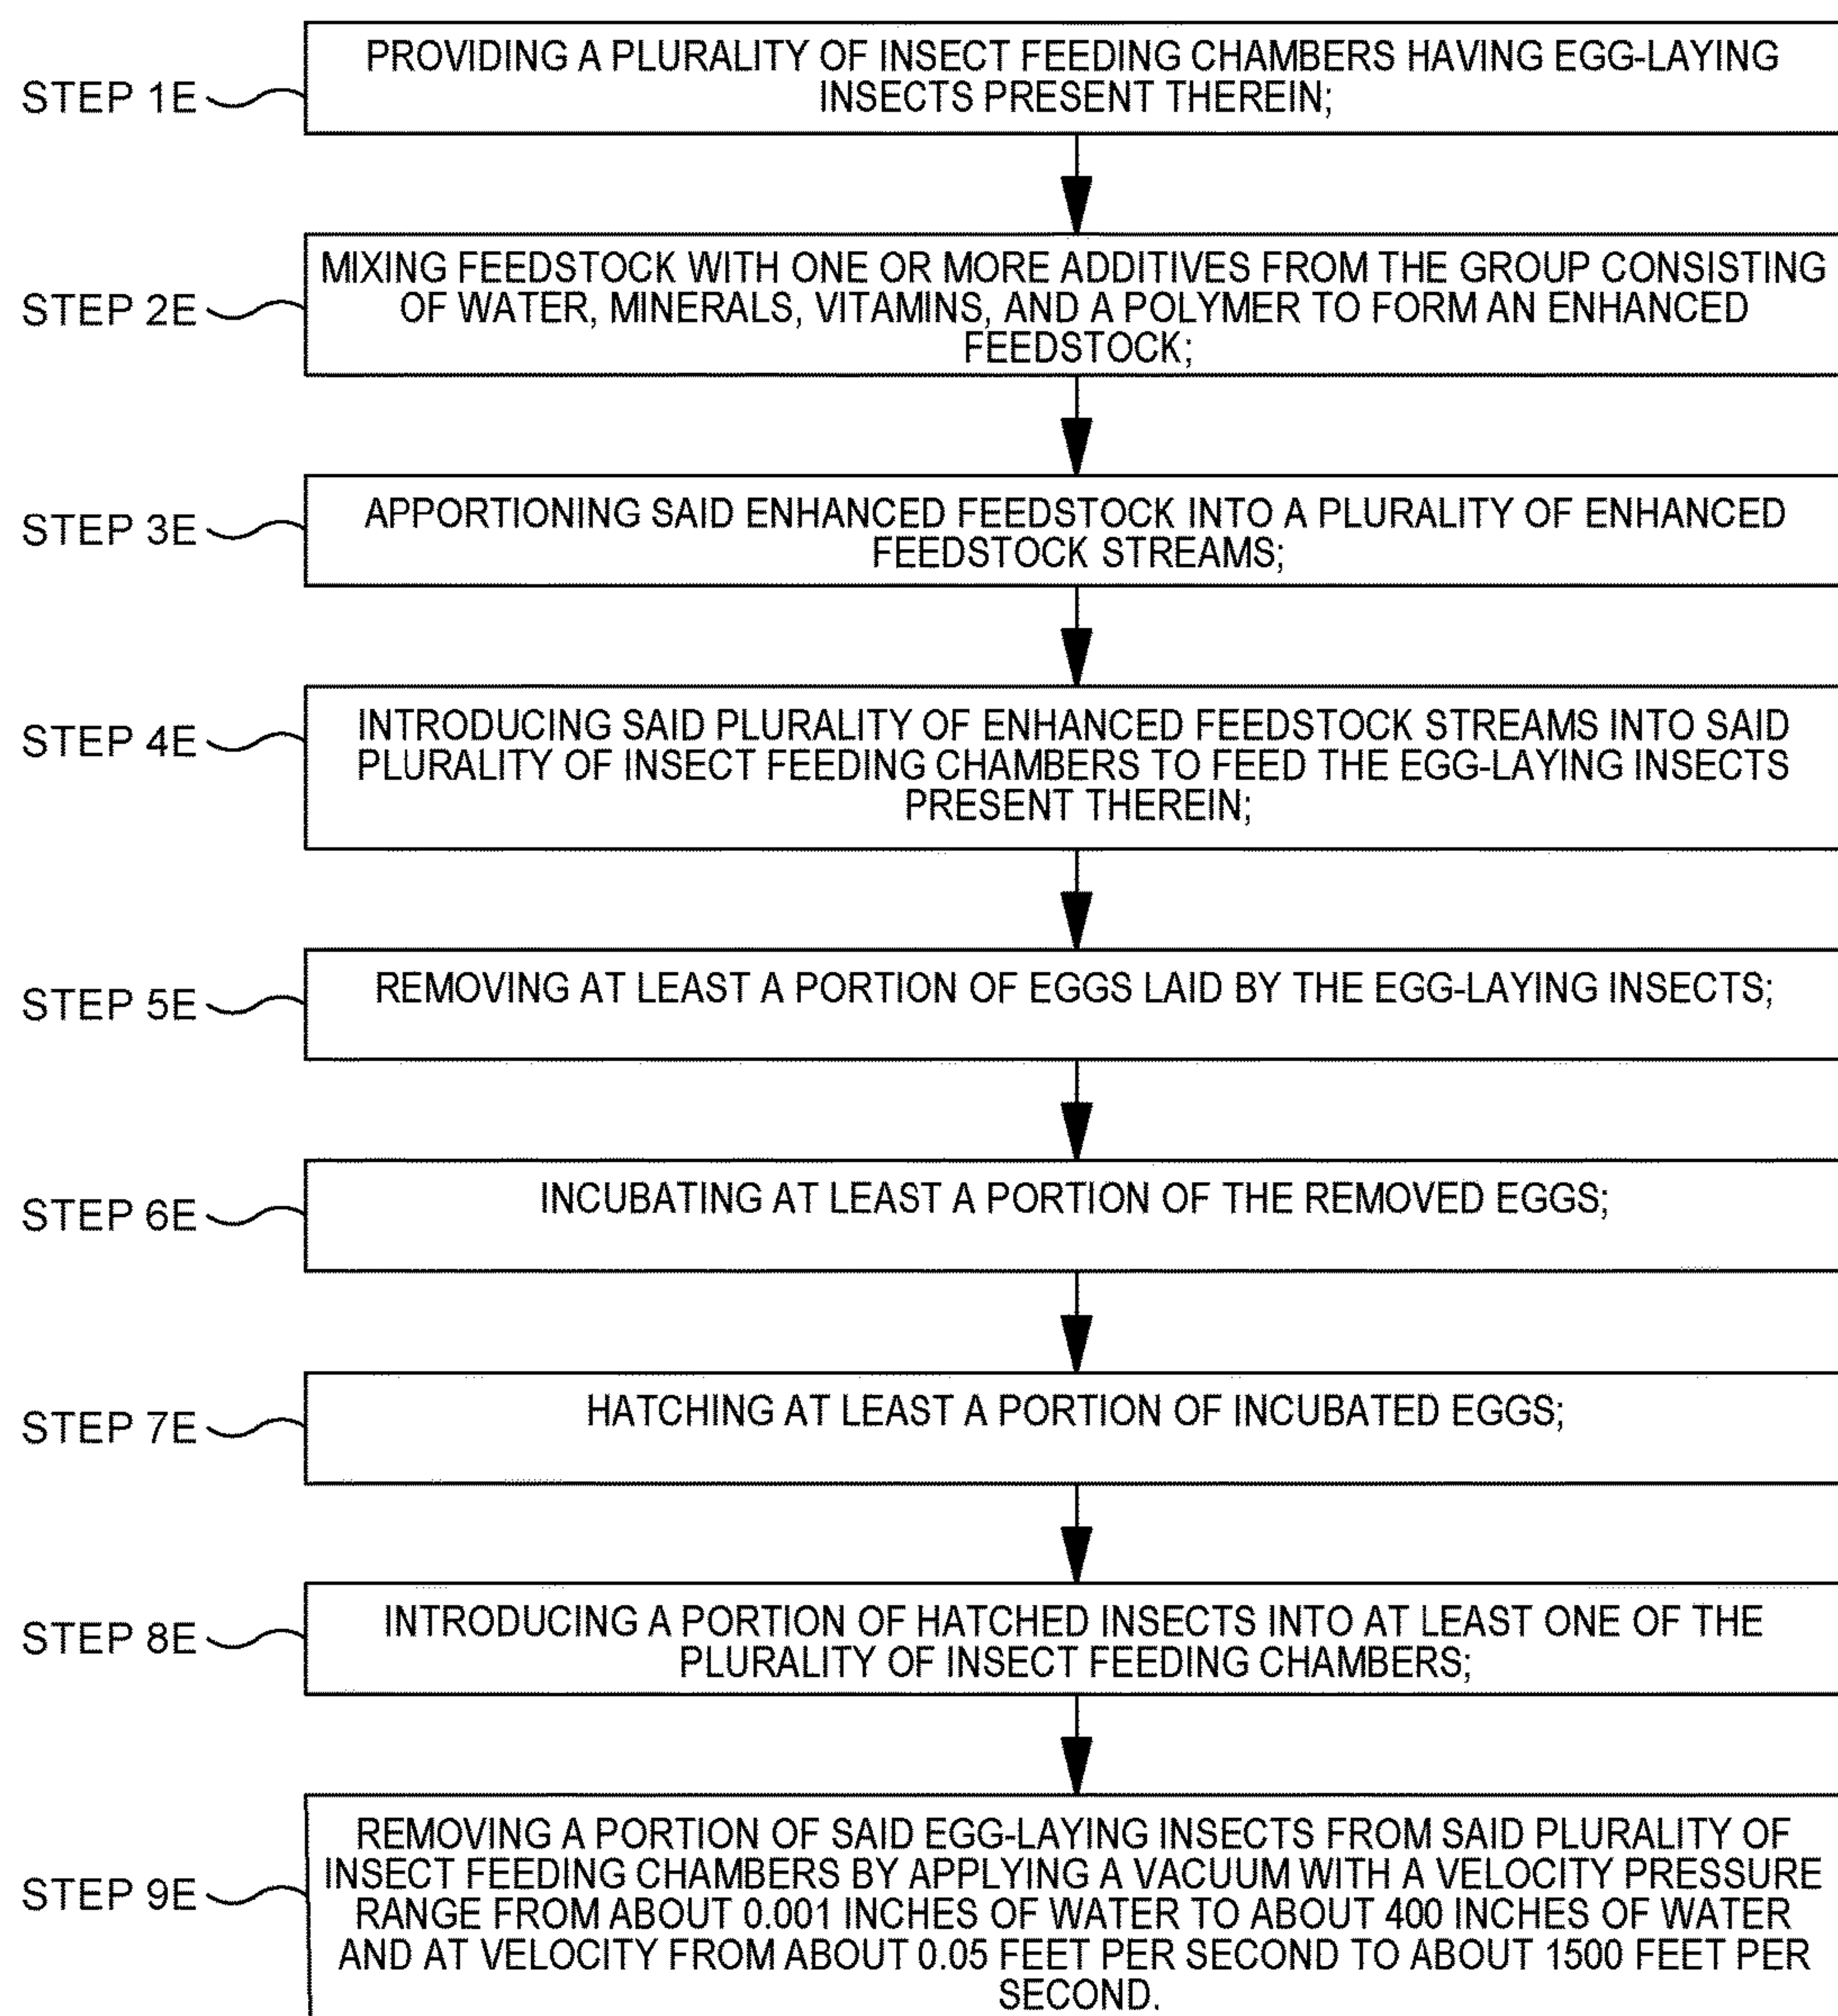 STEP 1E
PROVIDING A PLURALITY OF INSECT FEEDING CHAMBERS HAVING EGG-LAYING
INSECTS PRESENT THEREIN;
STEP 2E
MIXING FEEDSTOCK WITH ONE OR MORE ADDITIVES FROM THE GROUP CONSISTING
OF WATER, MINERALS, VITAMINS, AND A POLYMER TO FORM AN ENHANCED
FEEDSTOCK;
STEP 3E
APPORTIONING SAID ENHANCED FEEDSTOCK INTO A PLURALITY OF ENHANCED
FEEDSTOCK STREAMS;
STEP 4E
INTRODUCING SAID PLURALITY OF ENHANCED FEEDSTOCK STREAMS INTO SAID
PLURALITY OF INSECT FEEDING CHAMBERS TO FEED THE EGG-LAYING INSECTS
PRESENT THEREIN;
STEP 5E
REMOVING AT LEAST A PORTION OF EGGS LAID BY THE EGG-LAYING INSECTS;
STEP 6E
INCUBATING AT LEAST A PORTION OF THE REMOVED EGGS;
STEP 7E
HATCHING AT LEAST A PORTION OF INCUBATED EGGS;
STEP 8E
INTRODUCING A PORTION OF HATCHED INSECTS INTO AT LEAST ONE OF THE
PLURALITY OF INSECT FEEDING CHAMBERS;
STEP 9E
REMOVING A PORTION OF SAID EGG-LAYING INSECTS FROM SAID PLURALITY OF
INSECT FEEDING CHAMBERS BY APPLYING A VACUUM WITH A VELOCITY PRESSURE
RANGE FROM ABOUT 0.001 INCHES OF WATER TO ABOUT 400 INCHES OF WATER
AND AT VELOCITY FROM ABOUT 0.05 FEET PER SECOND TO ABOUT 1500 FEET PER
SECOND.